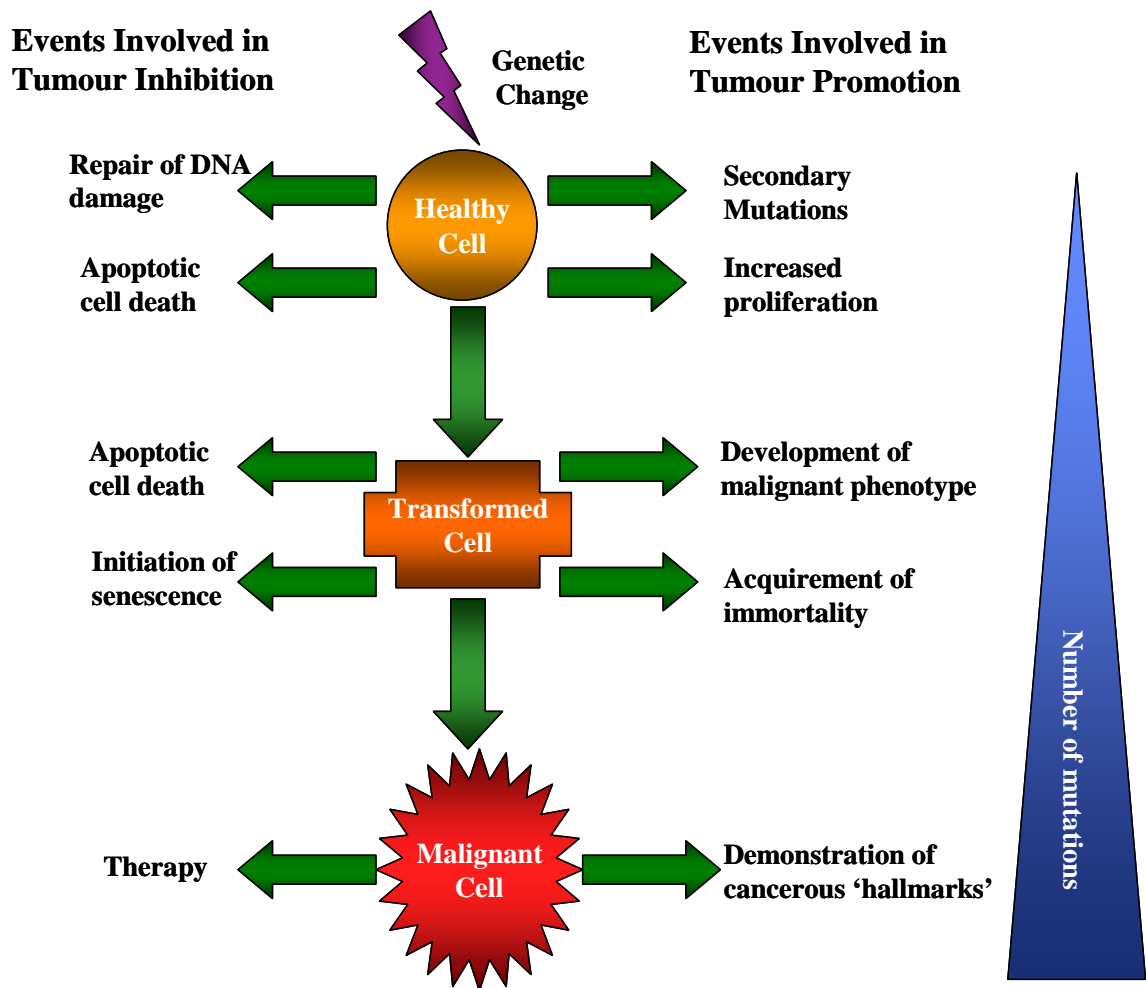 Events Involved in
Tumour Inhibition
Genetic
Change
Events Involved in
Tumour Promotion
Repair of DNA
damage
Healthy
Cell
Secondary
Mutations
Apoptotic
cell death
Increased
proliferation
Apoptotic
cell death
Transformed
Cell
Development of
malignant phenotype
Initiation of
senescence
Acquirement of
immortality
Number of mutations
Therapy
Malignant
Cell
Demonstration of
cancerous ‘hallmarks’